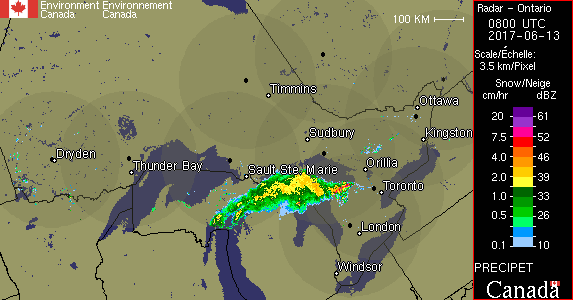 Environment Environnement
Canada Canada
100 KM
Timmins
Ottawa
Sudbury
Kingston
Dryden
Thunder Bay
Sault Ste. Marie
Orillia
Toronto
London
Windsor
Radar - Ontario
0800 UTC
2017-06-13
Scale/Échelle:
3.5 km/Pixel
Snow/Neige
cm/hr dBZ
20 61
7.5 52
4.0 46
2.0 39
1.0 33
0.5 26
0.1 10
PRECIPET
Canada